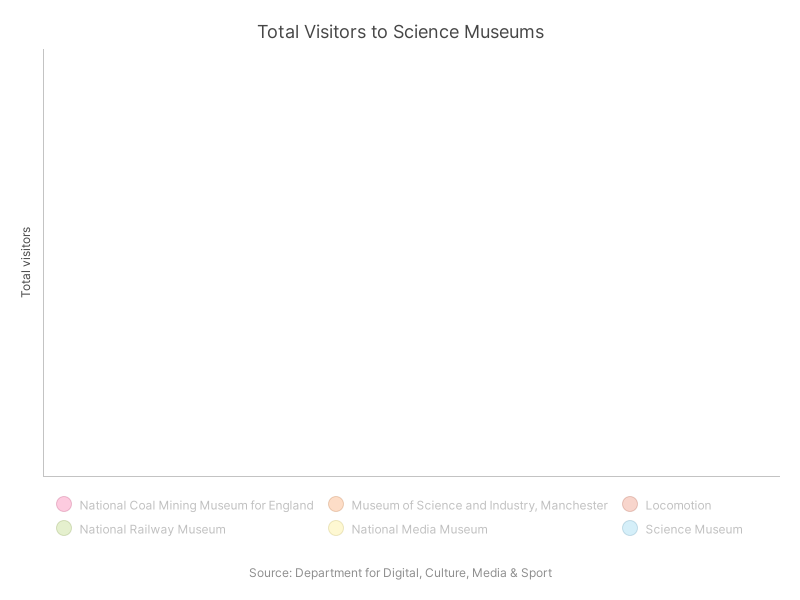 Total Visitors to Science Museums
Total visitors
National Coal Mining Museum for England
Museum of Science and Industry, Manchester
Locomotion
National Railway Museum
National Media Museum
Science Museum
Source: Department for Digital, Culture, Media & Sport